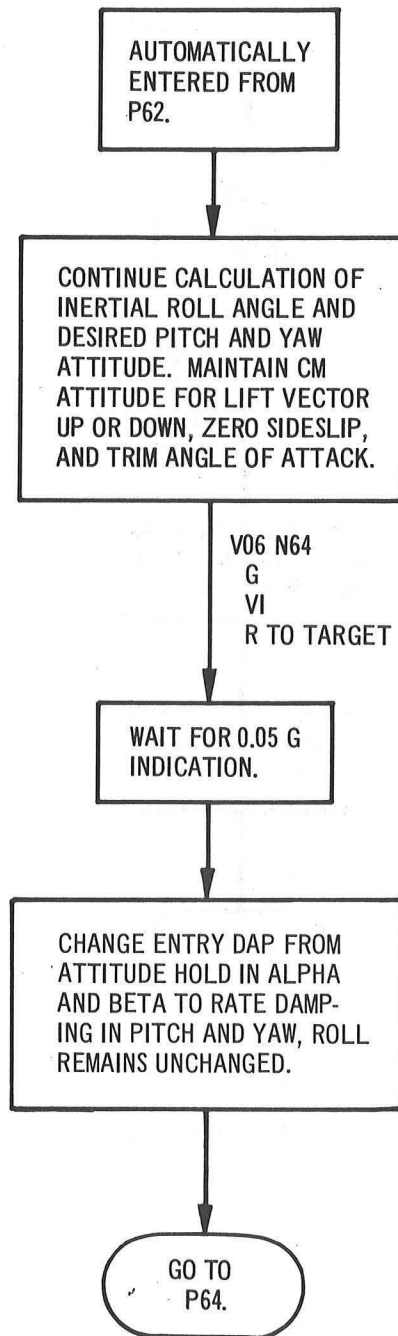 AUTOMATICALLY
ENTERED FROM
P62.
CONTINUE CALCULATION OF
INERTIAL ROLL ANGLE AND
DESIRED PITCH AND YAW
ATTITUDE. MAINTAIN CM
ATTITUDE FOR LIFT VECTOR
UP OR DOWN, ZERO SIDESLIP,
AND TRIM ANGLE OF ATTACK.
V06 N64
G
VI
R TO TARGET
WAIT FOR 0.05 G
INDICATION.
CHANGE ENTRY DAP FROM
ATTITUDE HOLD IN ALPHA
AND BETA TO RATE DAMP-
ING IN PITCH AND YAW, ROLL
REMAINS UNCHANGED.
GO TO
P64.